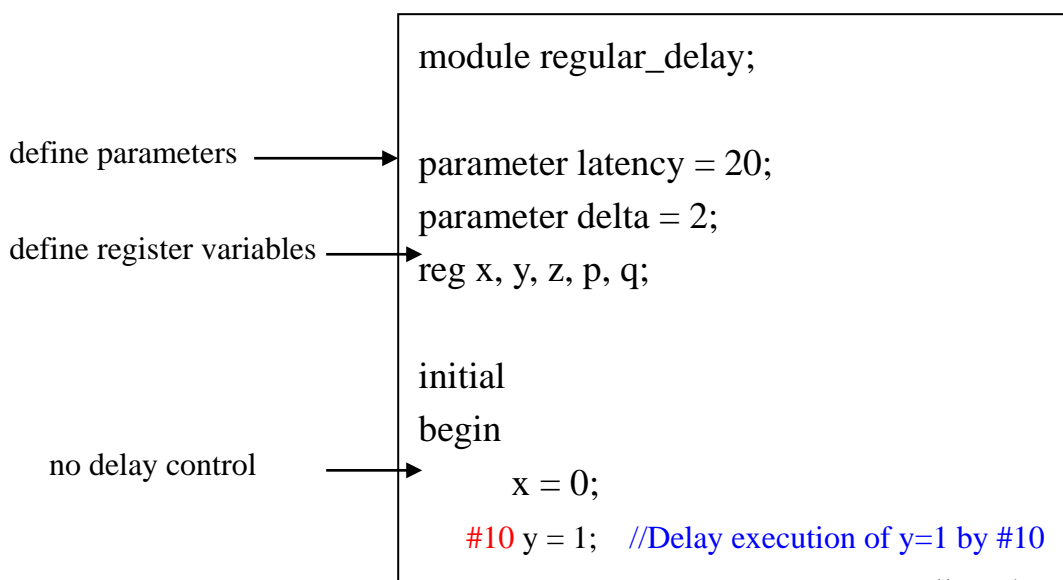 module regular_delay;
define parameters
parameter latency = 20;
parameter delta = 2;
define register variables
reg x, y, z, p, q;
initial
begin
no delay control
x = 0;
#10 y = 1; //Delay execution of y=1 by #10